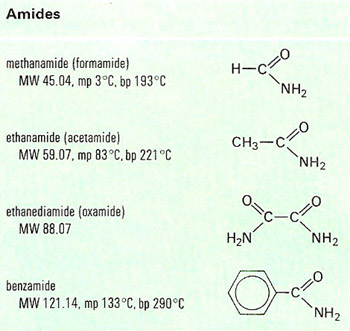 Amides
methanamide (formamide)
MW 45.04, mp 3°C, bp 193°C
H—C
O
NH₂
ethanamide (acetamide)
MW 59.07, mp 83°C, bp 221°C
CH₃—C
O
NH₂
ethanediamide (oxamide)
MW 88.07
O
O
C—C
H₂N
NH₂
benzamide
MW 121.14, mp 133°C, bp 290°C
O
C
NH₂